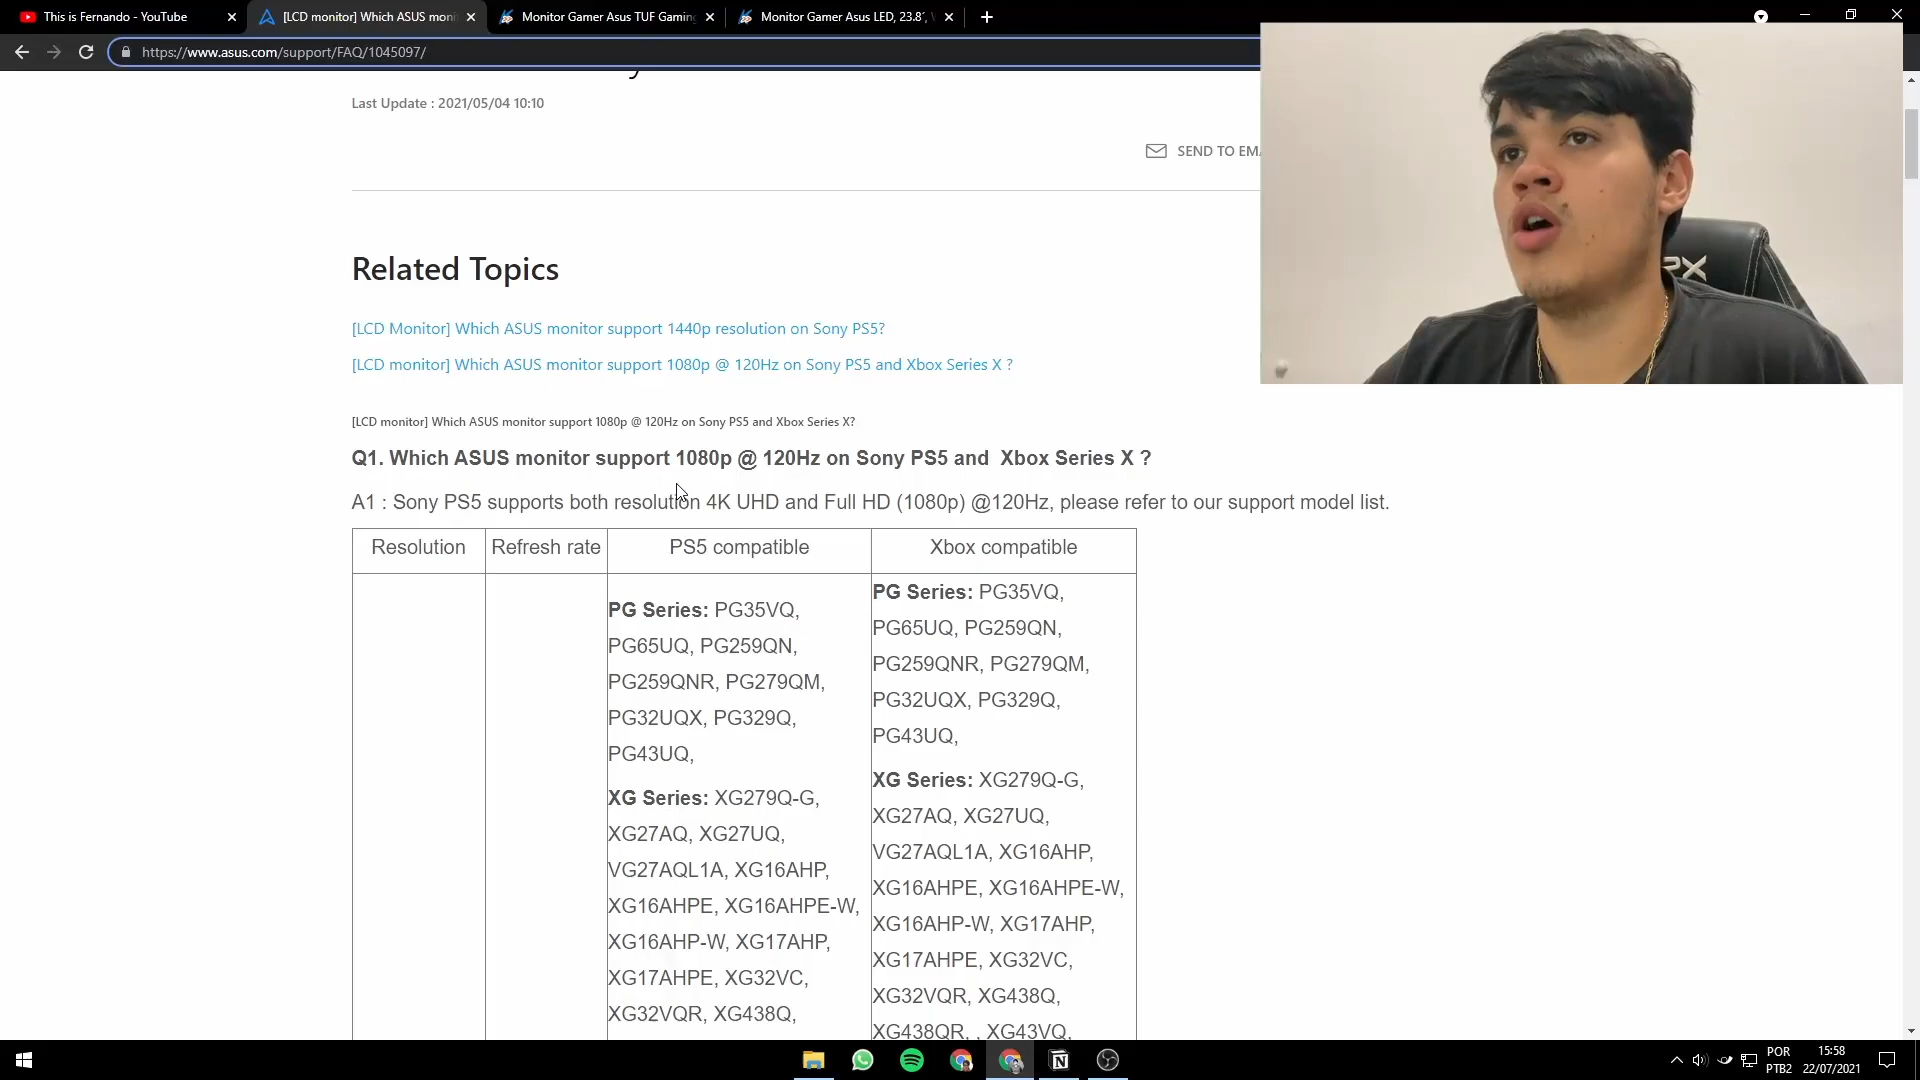 This is Fernando - YouTube
[LCD monitor] Which ASUS moni
Monitor Gamer Asus TUF Gaming
Monitor Gamer Asus LED, 23.8´,
https://www.asus.com/support/FAQ/1045097/
Last Update : 2021/05/04 10:10
SEND TO EMA
PX
Related Topics
[LCD Monitor] Which ASUS monitor support 1440p resolution on Sony PS5?
[LCD monitor] Which ASUS monitor support 1080p @ 120Hz on Sony PS5 and Xbox Series X ?
[LCD monitor] Which ASUS monitor support 1080p @ 120Hz on Sony PS5 and Xbox Series X?
Q1. Which ASUS monitor support 1080p @ 120Hz on Sony PS5 and  Xbox Series X ?
A1 : Sony PS5 supports both resolution 4K UHD and Full HD (1080p) @120Hz, please refer to our support model list.
Resolution
Refresh rate
PS5 compatible
Xbox compatible
PG Series: PG35VQ,
PG65UQ, PG259QN,
PG259QNR, PG279QM,
PG32UQX, PG329Q,
PG43UQ,
XG Series: XG279Q-G,
XG27AQ, XG27UQ,
VG27AQL1A, XG16AHP,
XG16AHPE, XG16AHPE-W,
XG16AHP-W, XG17AHP,
XG17AHPE, XG32VC,
XG32VQR, XG438Q,
PG Series: PG35VQ,
PG65UQ, PG259QN,
PG259QNR, PG279QM,
PG32UQX, PG329Q,
PG43UQ,
XG Series: XG279Q-G,
XG27AQ, XG27UQ,
VG27AQL1A, XG16AHP,
XG16AHPE, XG16AHPE-W,
XG16AHP-W, XG17AHP,
XG17AHPE, XG32VC,
XG32VQR, XG438Q,
XG438QR, , XG43VQ,
POR
PTB2
15:58
22/07/2021